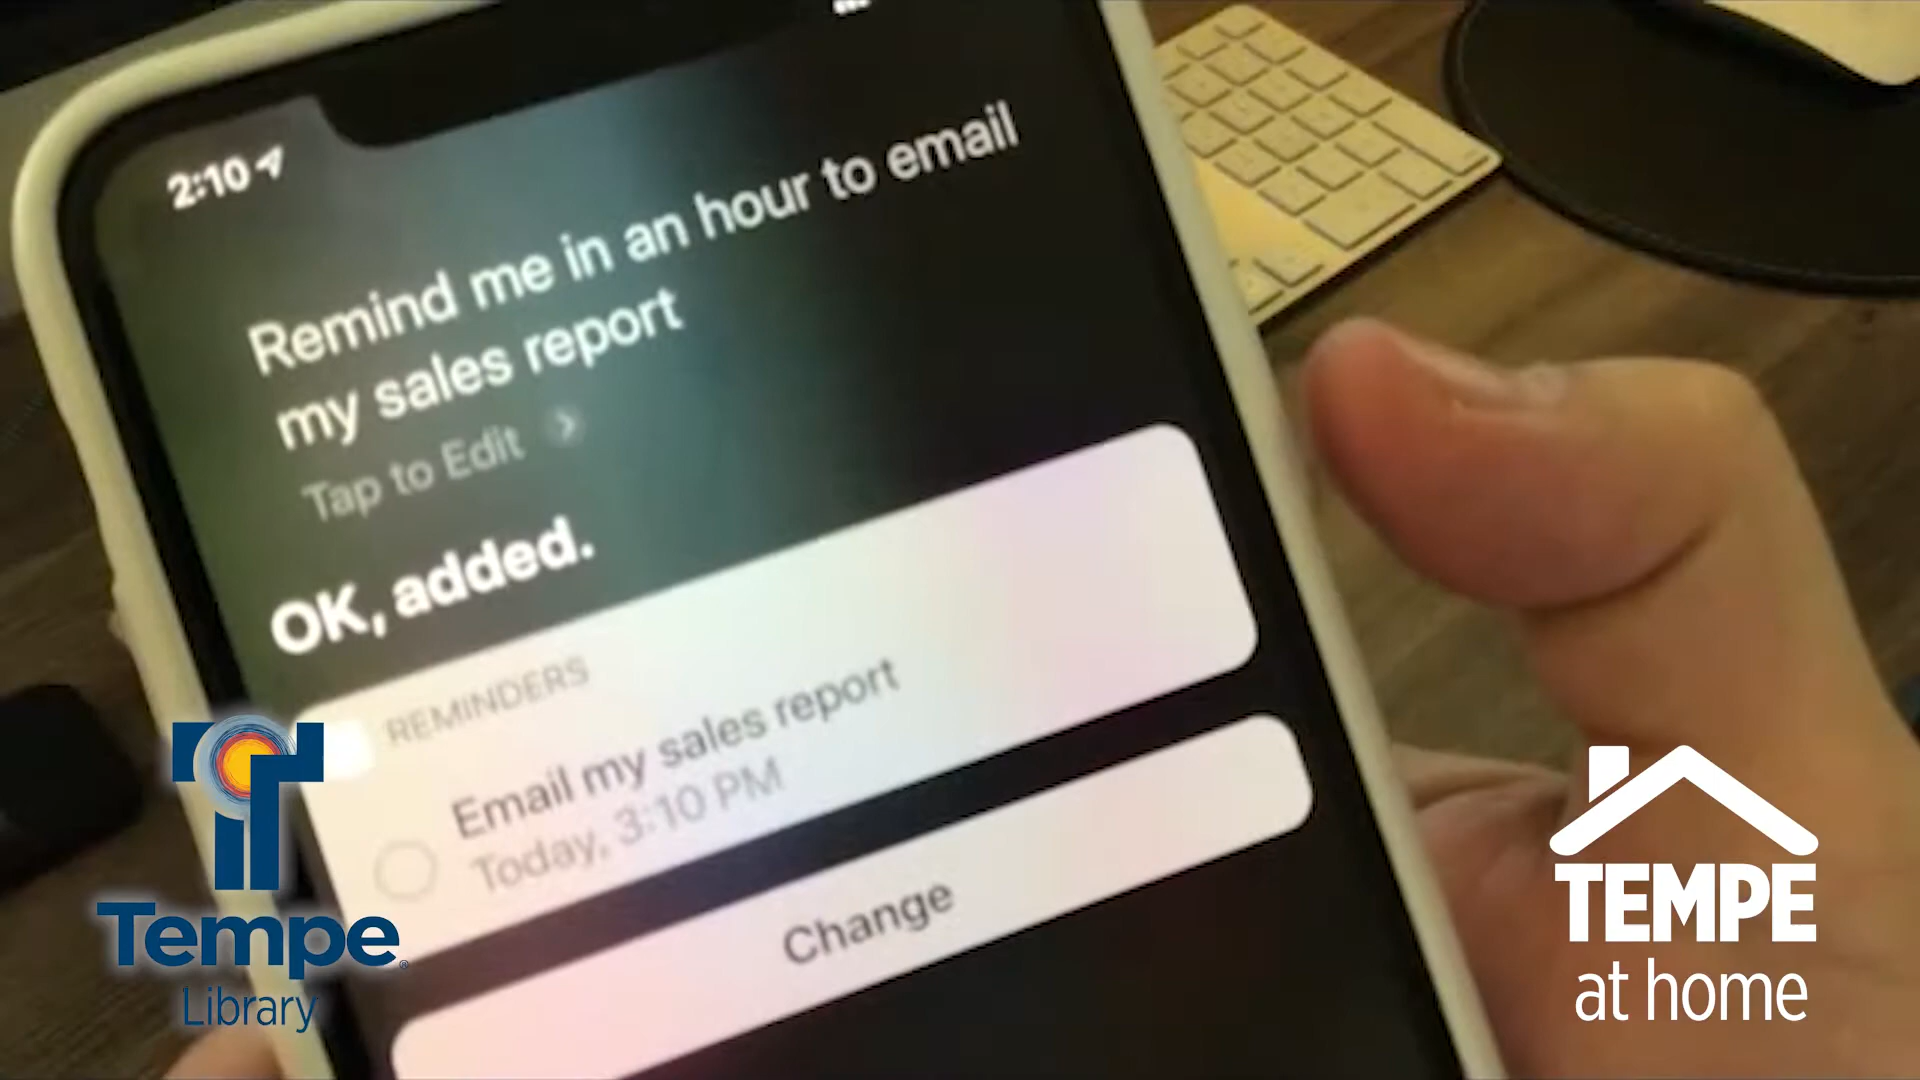 2:10
Remind me in an hour to email
my sales report
Tap to Edit
OK, added.
REMINDERS
Email my sales report
Today, 3:10 PM
Change
Tempe®
Library
TEMPE
at home